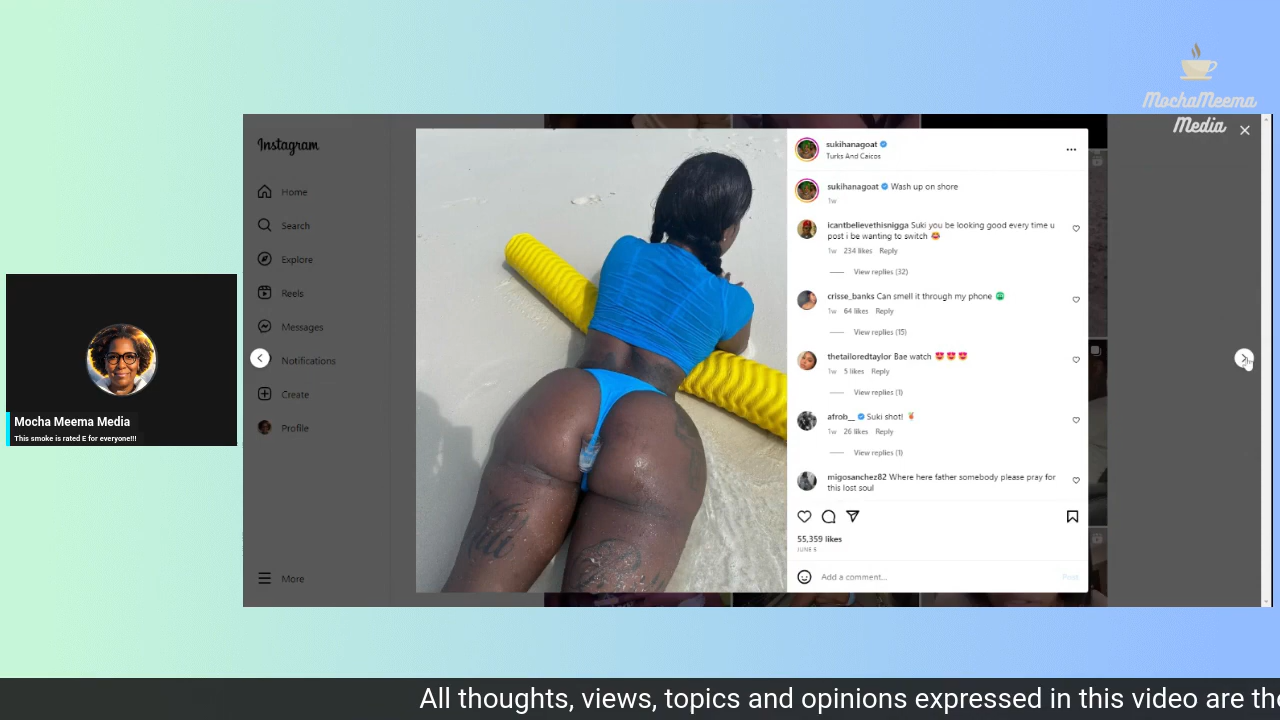 MochaMeema
Media
Instagram
Home
Search
Explore
Reels
Messages
Notifications
Create
Profile
More
sukihanagoat
Turks And Caicos
sukihanagoat Wash up on shore
1w
icantbelievethisnigga Suki you be looking good every time u
post i be wanting to switch
1w 234 likes Reply
View replies (32)
crisse_banks Can smell it through my phone
1w 64 likes Reply
View replies (15)
thetailoredtaylor Bae watch
1w 5 likes Reply
View replies (1)
afrob__ Suki shot!
1w 26 likes Reply
View replies (1)
migosanchez82 Where here father somebody please pray for
this lost soul
55,359 likes
JUNE 6
Add a comment...
Post
Mocha Meema Media
This smoke is rated E for everyone!!!
All thoughts, views, topics and opinions expressed in this video are the